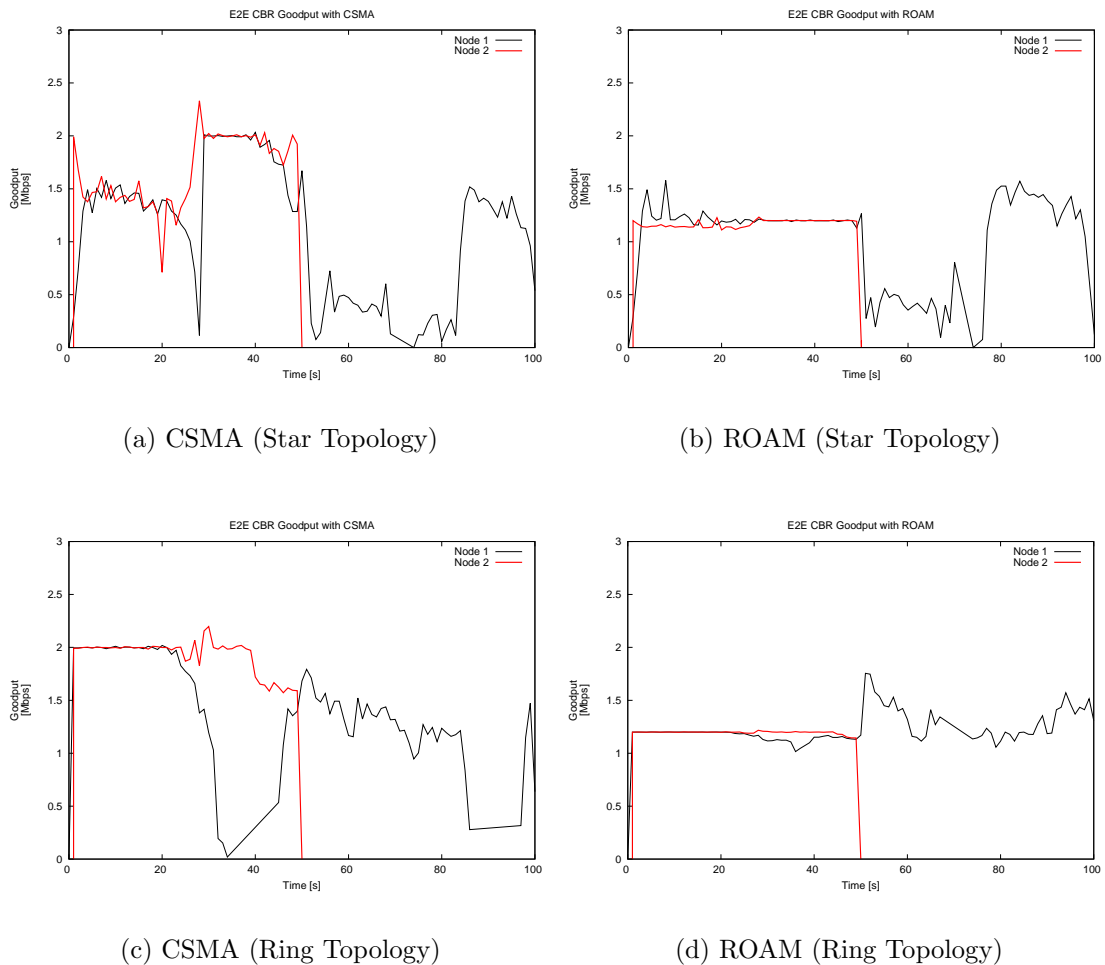 E2E CBR Goodput with CSMA
3
2.5
2
1.5
1
0.5
0
0
20
40
60
80
100
Goodput
[Mbps]
Time [s]
Node 1
Node 2
(a) CSMA (Star Topology)
E2E CBR Goodput with ROAM
3
2.5
2
1.5
1
0.5
0
0
20
40
60
80
100
Goodput
[Mbps]
Time [s]
Node 1
Node 2
(b) ROAM (Star Topology)
E2E CBR Goodput with CSMA
3
2.5
2
1.5
1
0.5
0
0
20
40
60
80
100
Goodput
[Mbps]
Time [s]
Node 1
Node 2
(c) CSMA (Ring Topology)
E2E CBR Goodput with ROAM
3
2.5
2
1.5
1
0.5
0
0
20
40
60
80
100
Goodput
[Mbps]
Time [s]
Node 1
Node 2
(d) ROAM (Ring Topology)